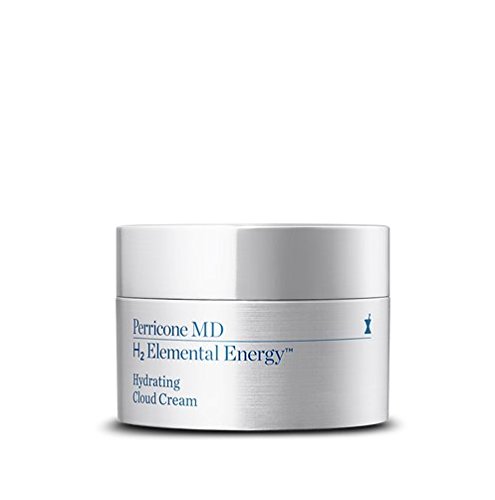 Perricone MD
H₂ Elemental Energy™
Hydrating
Cloud Cream